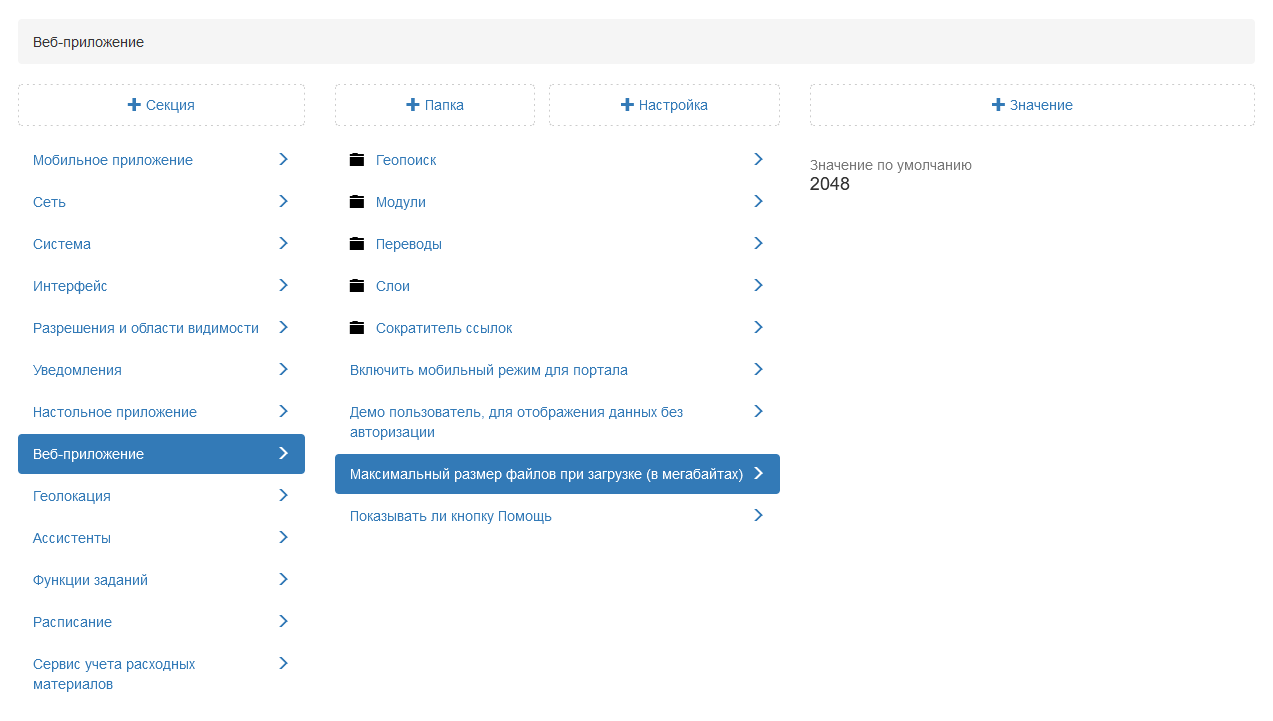 Веб-приложение
Секция
Мобильное приложение
Сеть
Система
Интерфейс
Разрешения и области видимости
Уведомления
Настольное приложение
Веб-приложение
Геолокация
Ассистенты
Функции заданий
Расписание
Сервис учета расходных
материалов
Папка
Настройка
Геопоиск
Модули
Переводы
Слои
Сократитель ссылок
Включить мобильный режим для портала
Демо пользователь, для отображения данных без
авторизации
Максимальный размер файлов при загрузке (в мегабайтах)
Показывать ли кнопку Помощь
Значение
Значение по умолчанию
2048